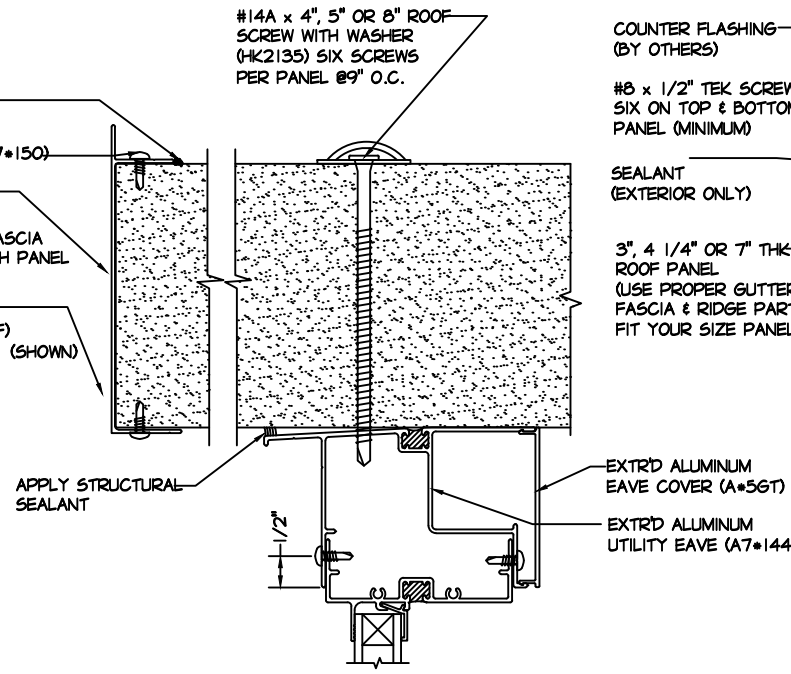 #14A x 4", 5" OR 8" ROOF
SCREW WITH WASHER
(HK2135) SIX SCREWS
PER PANEL @9" O.C.
COUNTER FLASHING
(BY OTHERS)
#8 x 1/2" TEK SCREW
SIX ON TOP & BOTTOM
PANEL (MINIMUM)
SEALANT
(EXTERIOR ONLY)
3", 4 1/4" OR 7" THK
ROOF PANEL
(USE PROPER GUTTER
FASCIA & RIDGE PART
FIT YOUR SIZE PANEL
7*150)
ASCIA
H PANEL
F)
(SHOWN)
APPLY STRUCTURAL
SEALANT
1/2"
EXTR'D ALUMINUM
EAVE COVER (A*5GT)
EXTR'D ALUMINUM
UTILITY EAVE (A7*144